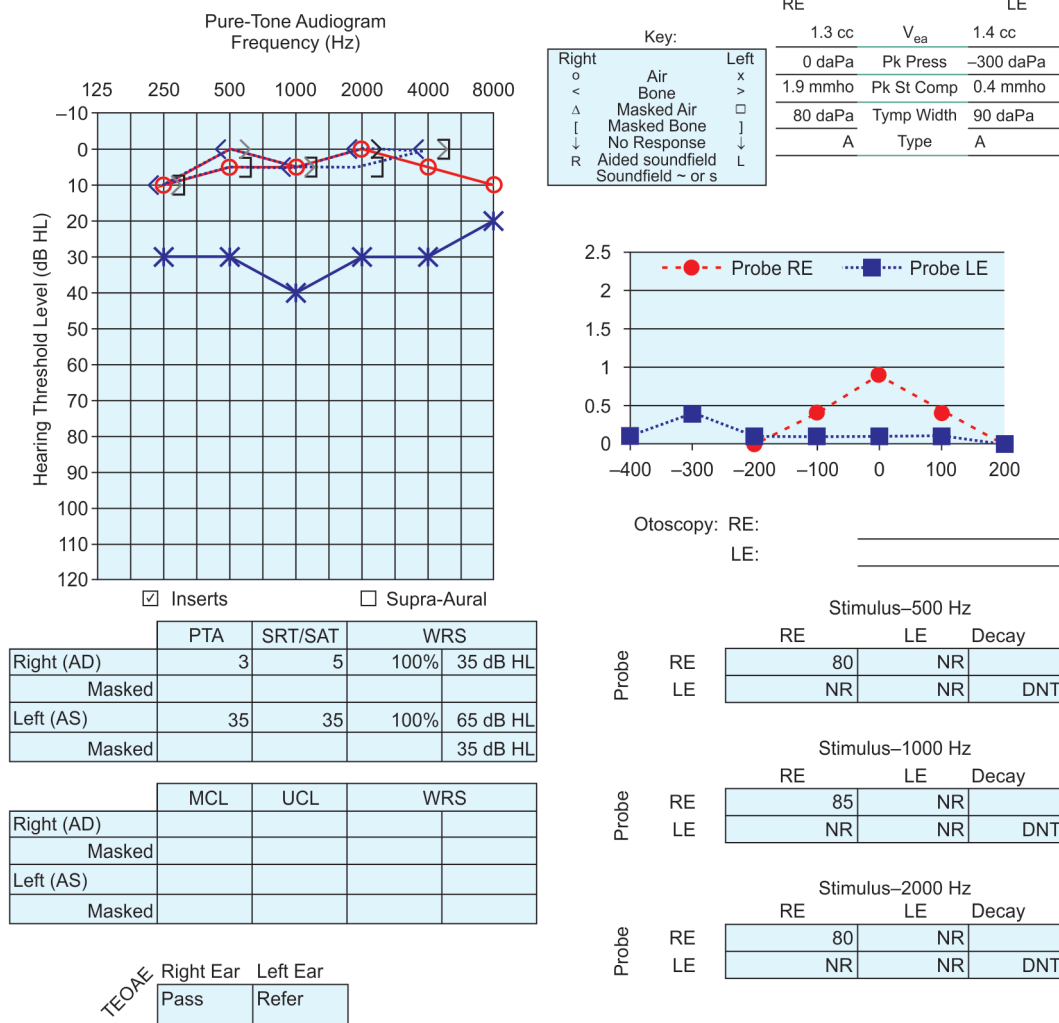 Pure-Tone Audiogram
Frequency (Hz)
125 250 500 1000 2000 4000 8000
Hearing Threshold Level (dB HL)
–10
0
10
20
30
40
50
60
70
80
90
100
110
120
☑ Inserts ☐ Supra-Aural
Key:
Right Left
o Air x
< Bone >
Δ Masked Air □
[ Masked Bone ]
↓ No Response ↓
R Aided soundfield L
Soundfield ~ or s
RE LE
1.3 cc Vea 1.4 cc
0 daPa Pk Press –300 daPa
1.9 mmho Pk St Comp 0.4 mmho
80 daPa Tymp Width 90 daPa
A Type A
Probe RE Probe LE
2.5
2
1.5
1
0.5
0
–400 –300 –200 –100 0 100 200
Otoscopy: RE:
LE:
PTA SRT/SAT WRS
Right (AD) 3 5 100% 35 dB HL
Masked
Left (AS) 35 35 100% 65 dB HL
Masked 35 dB HL
MCL UCL WRS
Right (AD)
Masked
Left (AS)
Masked
TEOAE
Right Ear Left Ear
Pass Refer
Stimulus–500 Hz
RE LE Decay
Probe
RE 80 NR
LE NR NR DNT
Stimulus–1000 Hz
RE LE Decay
Probe
RE 85 NR
LE NR NR DNT
Stimulus–2000 Hz
RE LE Decay
Probe
RE 80 NR
LE NR NR DNT